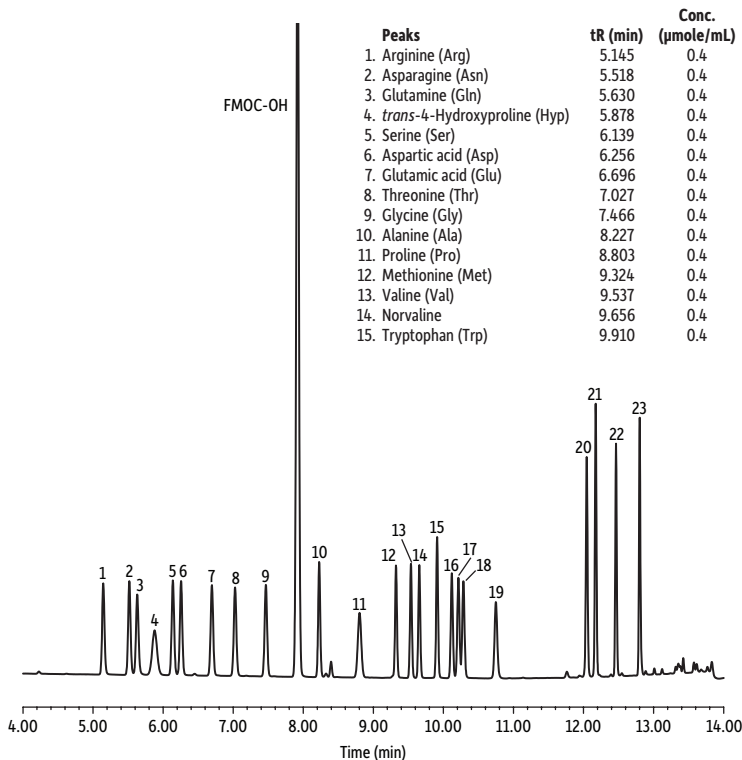 Conc.
Peaks tR (min) (µmole/mL)
1. Arginine (Arg) 5.145 0.4
2. Asparagine (Asn) 5.518 0.4
3. Glutamine (Gln) 5.630 0.4
4. trans-4-Hydroxyproline (Hyp) 5.878 0.4
5. Serine (Ser) 6.139 0.4
6. Aspartic acid (Asp) 6.256 0.4
7. Glutamic acid (Glu) 6.696 0.4
8. Threonine (Thr) 7.027 0.4
9. Glycine (Gly) 7.466 0.4
10. Alanine (Ala) 8.227 0.4
11. Proline (Pro) 8.803 0.4
12. Methionine (Met) 9.324 0.4
13. Valine (Val) 9.537 0.4
14. Norvaline 9.656 0.4
15. Tryptophan (Trp) 9.910 0.4
FMOC-OH
1
2
3
4
5
6
7
8
9
10
11
12
13
14
15
16
17
18
19
20
21
22
23
4.00 5.00 6.00 7.00 8.00 9.00 10.00 11.00 12.00 13.00 14.00
Time (min)